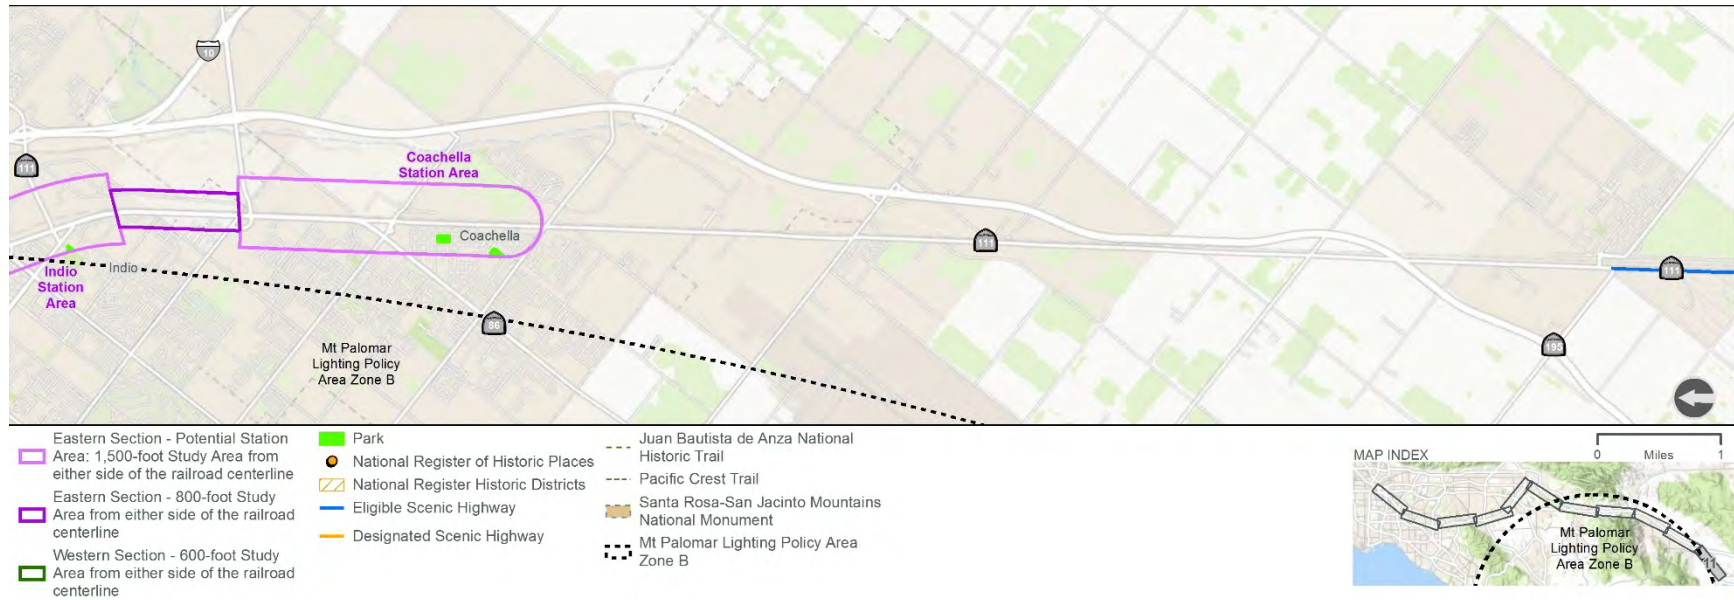 10
111
Coachella
Station Area
Coachella
111
111
Indio
Station
Area
Indio
86
195
Mt Palomar
Lighting Policy
Area Zone B
Eastern Section - Potential Station
Area: 1,500-foot Study Area from
either side of the railroad centerline
Eastern Section - 800-foot Study
Area from either side of the railroad
centerline
Western Section - 600-foot Study
Area from either side of the railroad
centerline
Park
National Register of Historic Places
National Register Historic Districts
Eligible Scenic Highway
Designated Scenic Highway
Juan Bautista de Anza National
Historic Trail
Pacific Crest Trail
Santa Rosa-San Jacinto Mountains
National Monument
Mt Palomar Lighting Policy Area
Zone B
MAP INDEX
0 Miles 1
Mt Palomar
Lighting Policy
Area Zone B
11